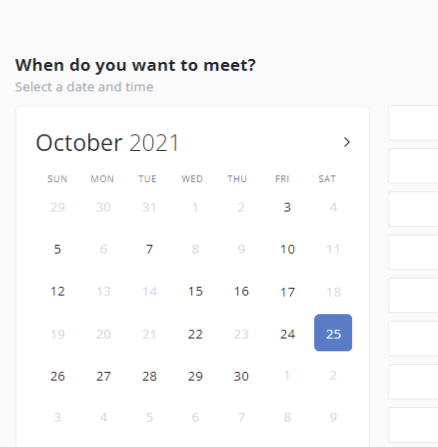 When do you want to meet?
Select a date and time
October 2021
SUN MON TUE WED THU FRI SAT
29 30 31 1 2 3 4
5 6 7 8 9 10 11
12 13 14 15 16 17 18
19 20 21 22 23 24 25
26 27 28 29 30 1 2
3 4 5 6 7 8 9